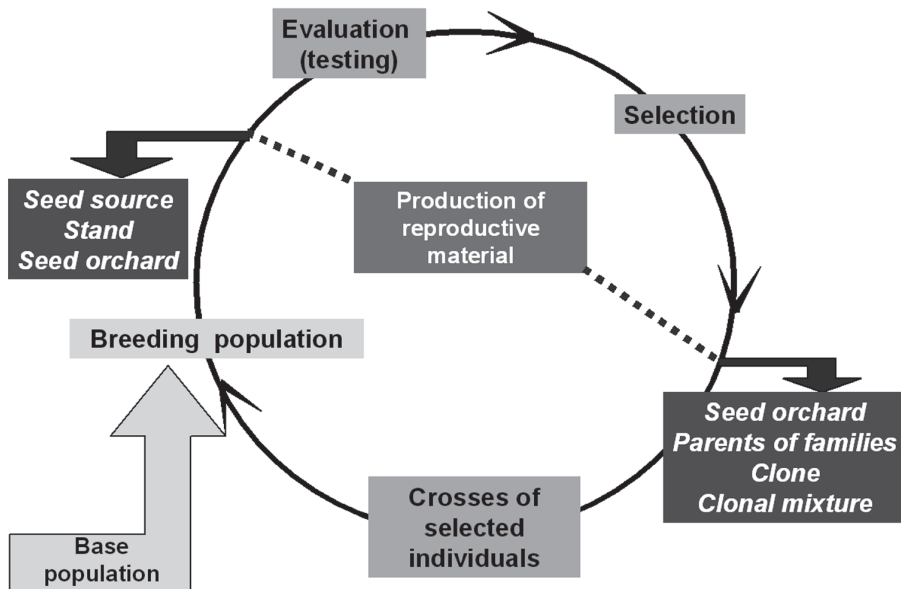 Evaluation
(testing)
Selection
Seed source
Stand
Seed orchard
Production of
reproductive
material
Breeding population
Seed orchard
Parents of families
Clone
Clonal mixture
Crosses of
selected
individuals
Base
population